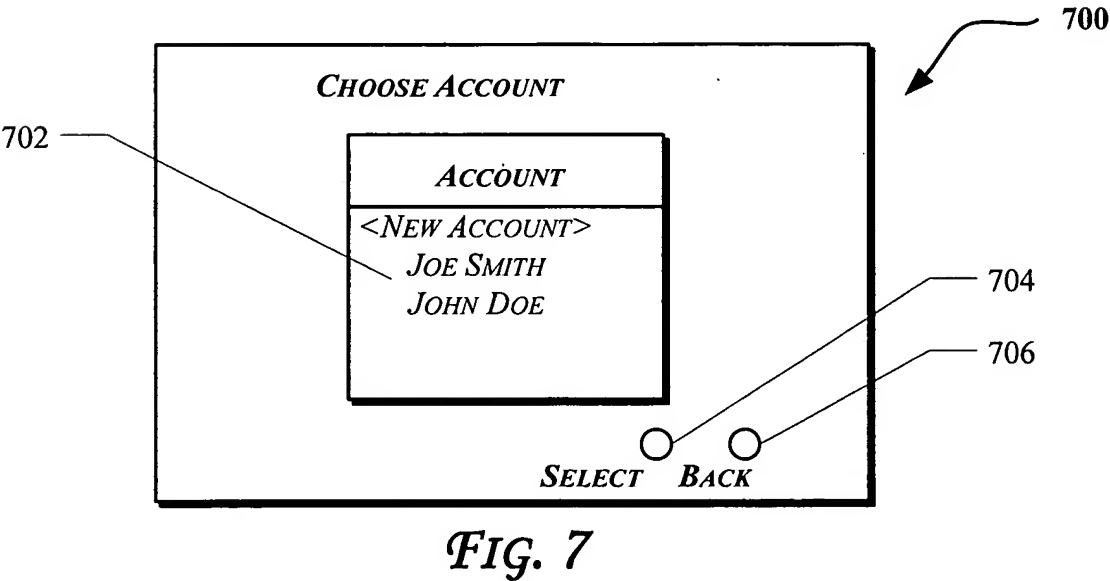 700
CHOOSE ACCOUNT
702
ACCOUNT
<NEW ACCOUNT>
JOE SMITH
JOHN DOE
704
706
SELECT BACK
FIG. 7